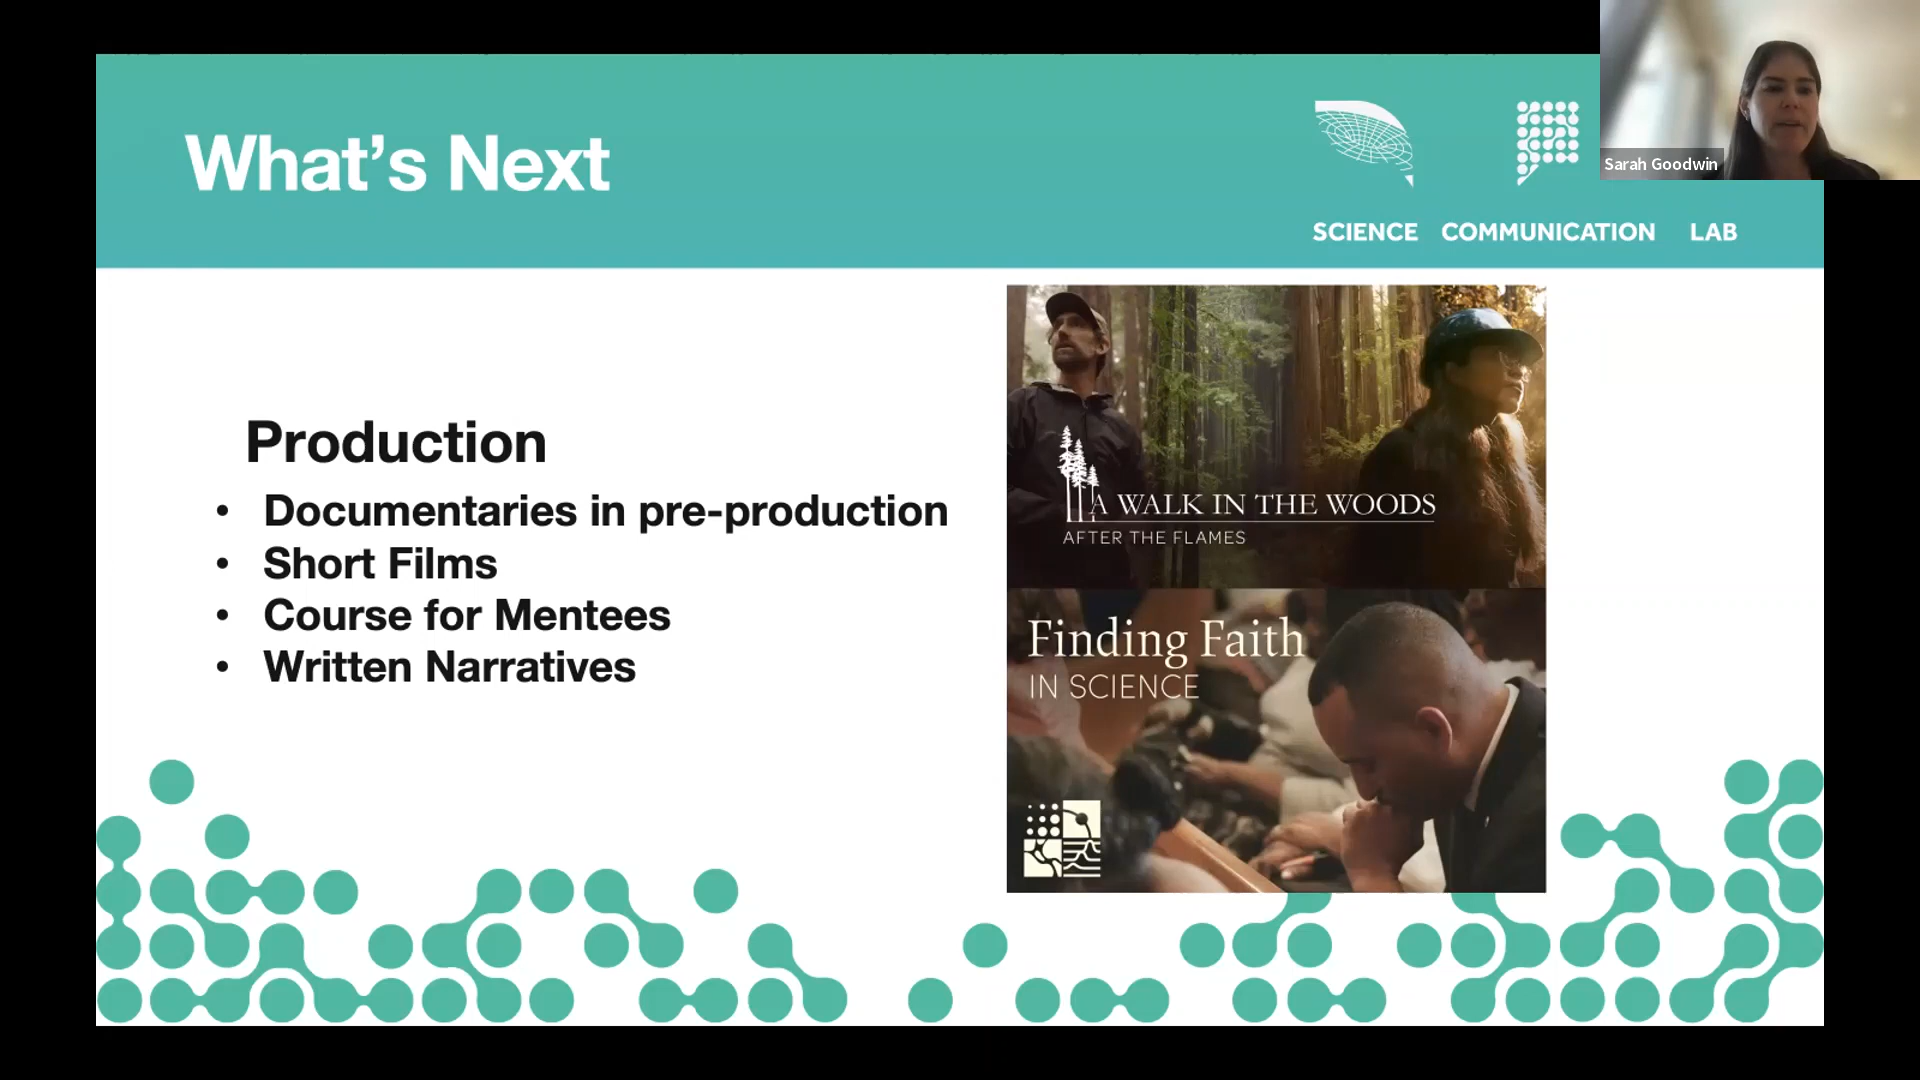 What’s Next
SCIENCE COMMUNICATION LAB
Sarah Goodwin
Production
• Documentaries in pre-production
• Short Films
• Course for Mentees
• Written Narratives
A WALK IN THE WOODS
AFTER THE FLAMES
Finding Faith
IN SCIENCE